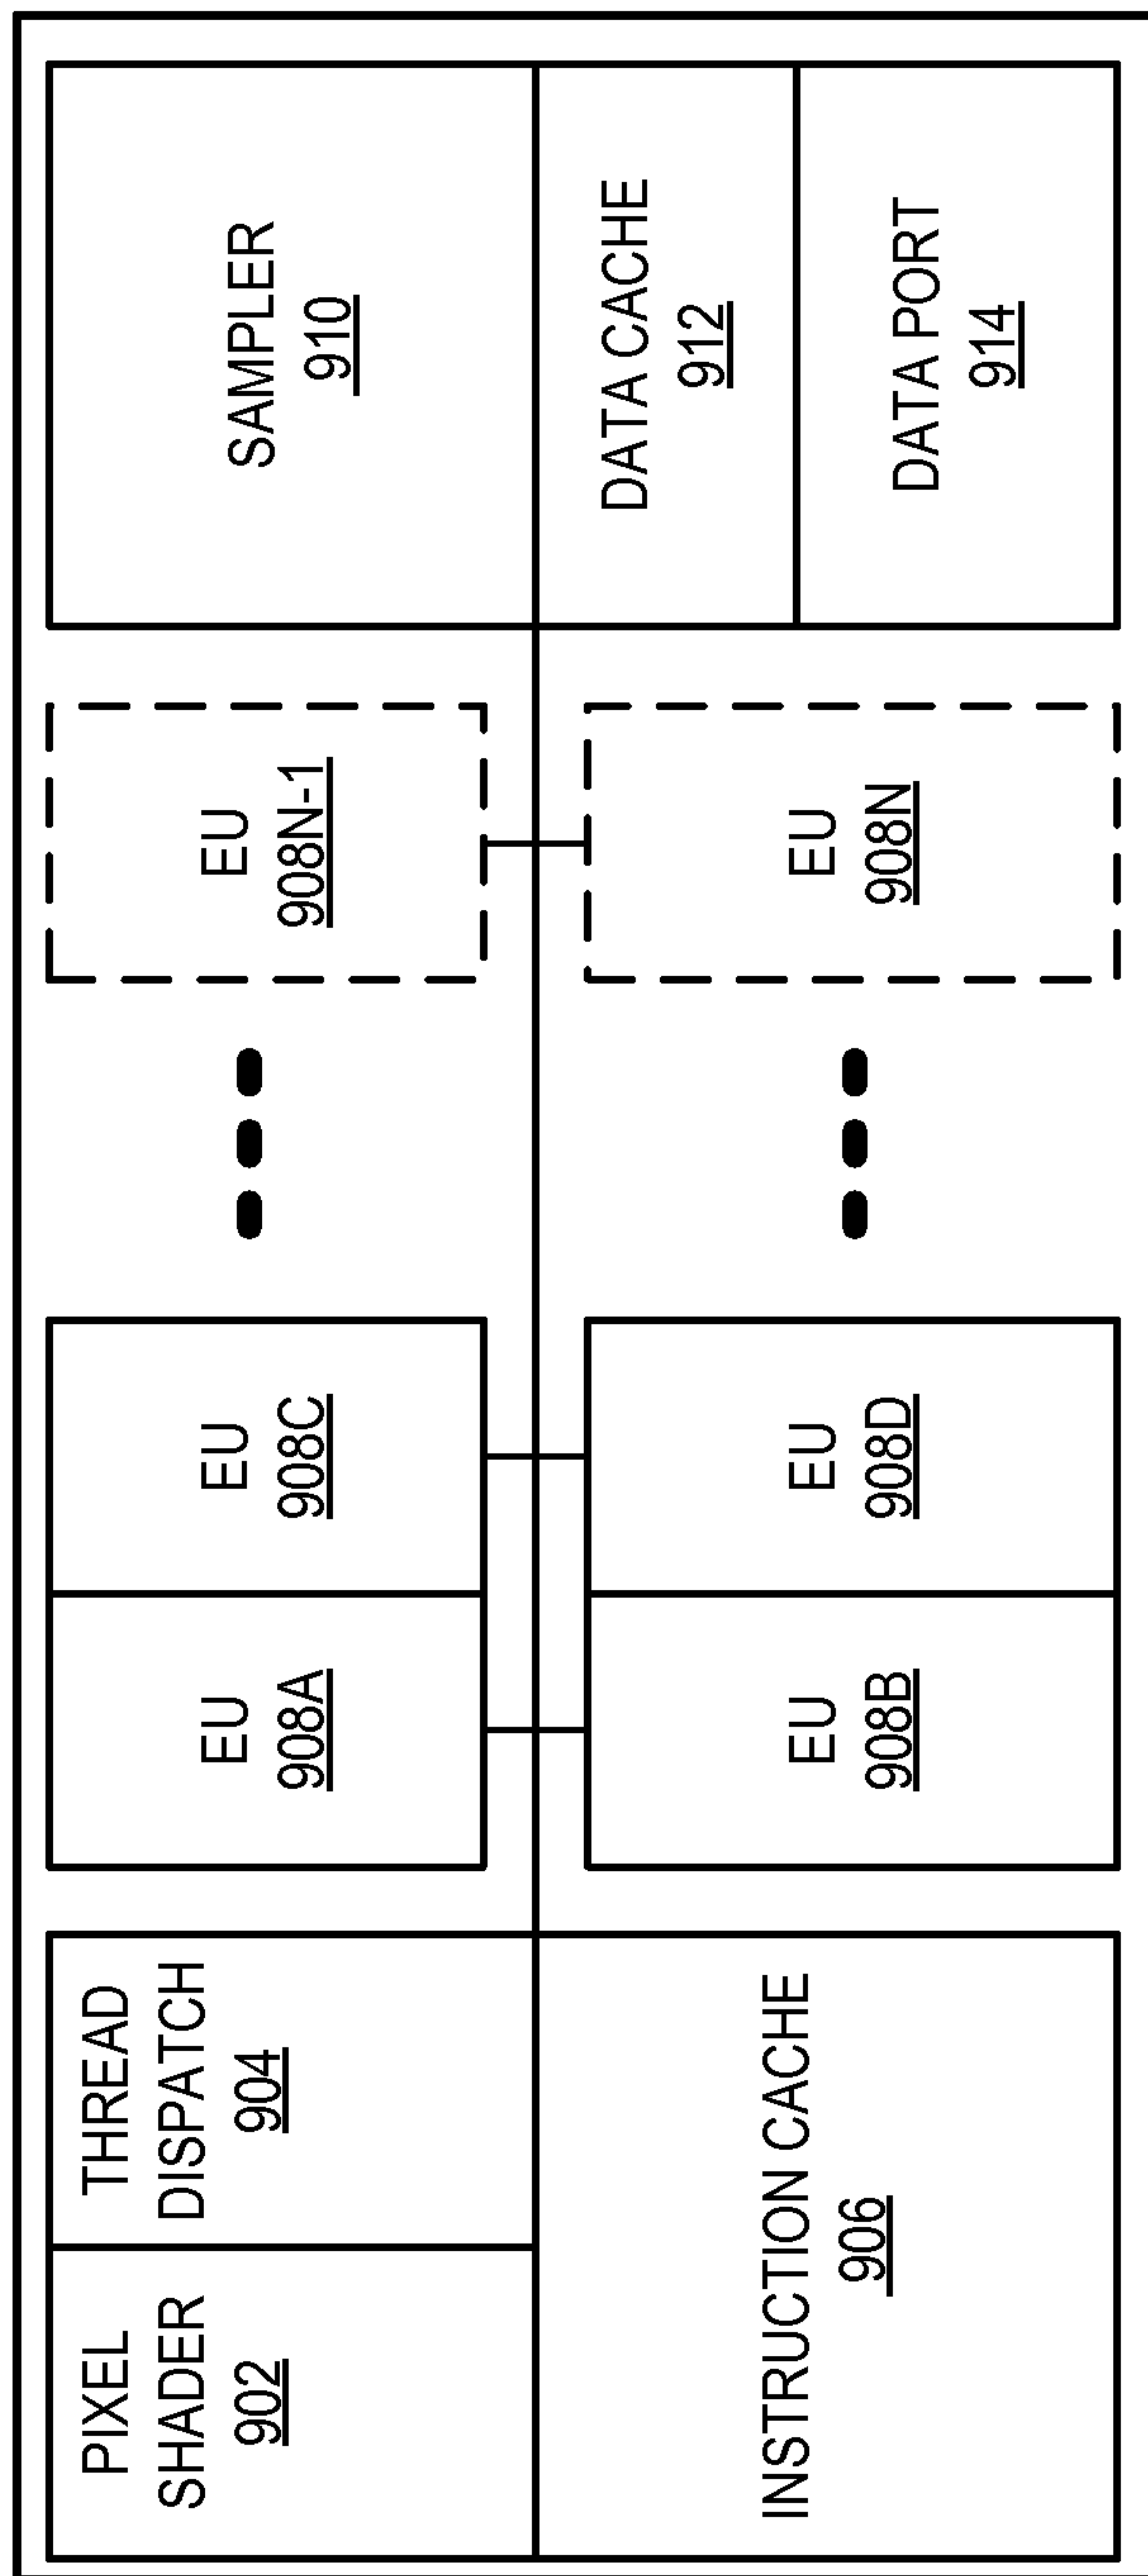 PIXEL
SHADER
902
THREAD
DISPATCH
904
INSTRUCTION CACHE
906
EU
908A
EU
908C
EU
908B
EU
908D
EU
908N-1
EU
908N
SAMPLER
910
DATA CACHE
912
DATA PORT
914